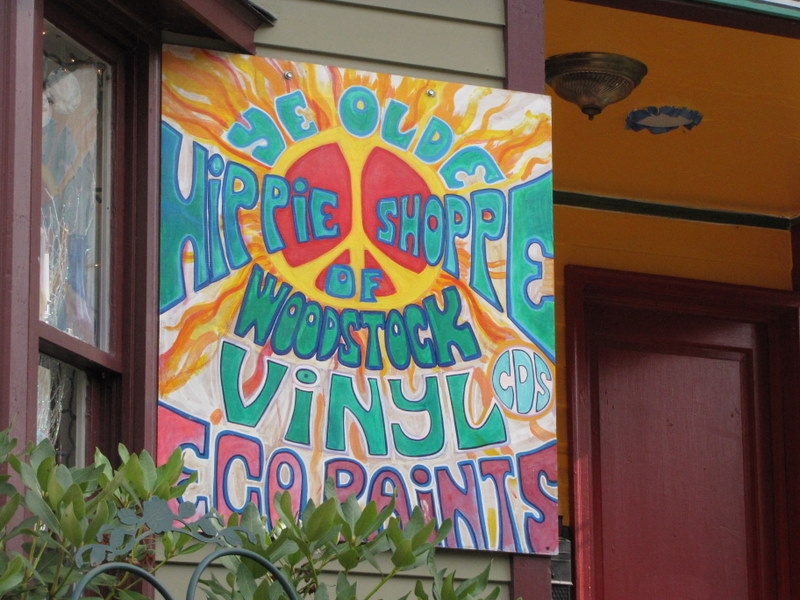 YE OLDE
HiPPiE SHOPPE
OF
WOODSTOCK
ViNYL
CDS
ECO PAiNTS